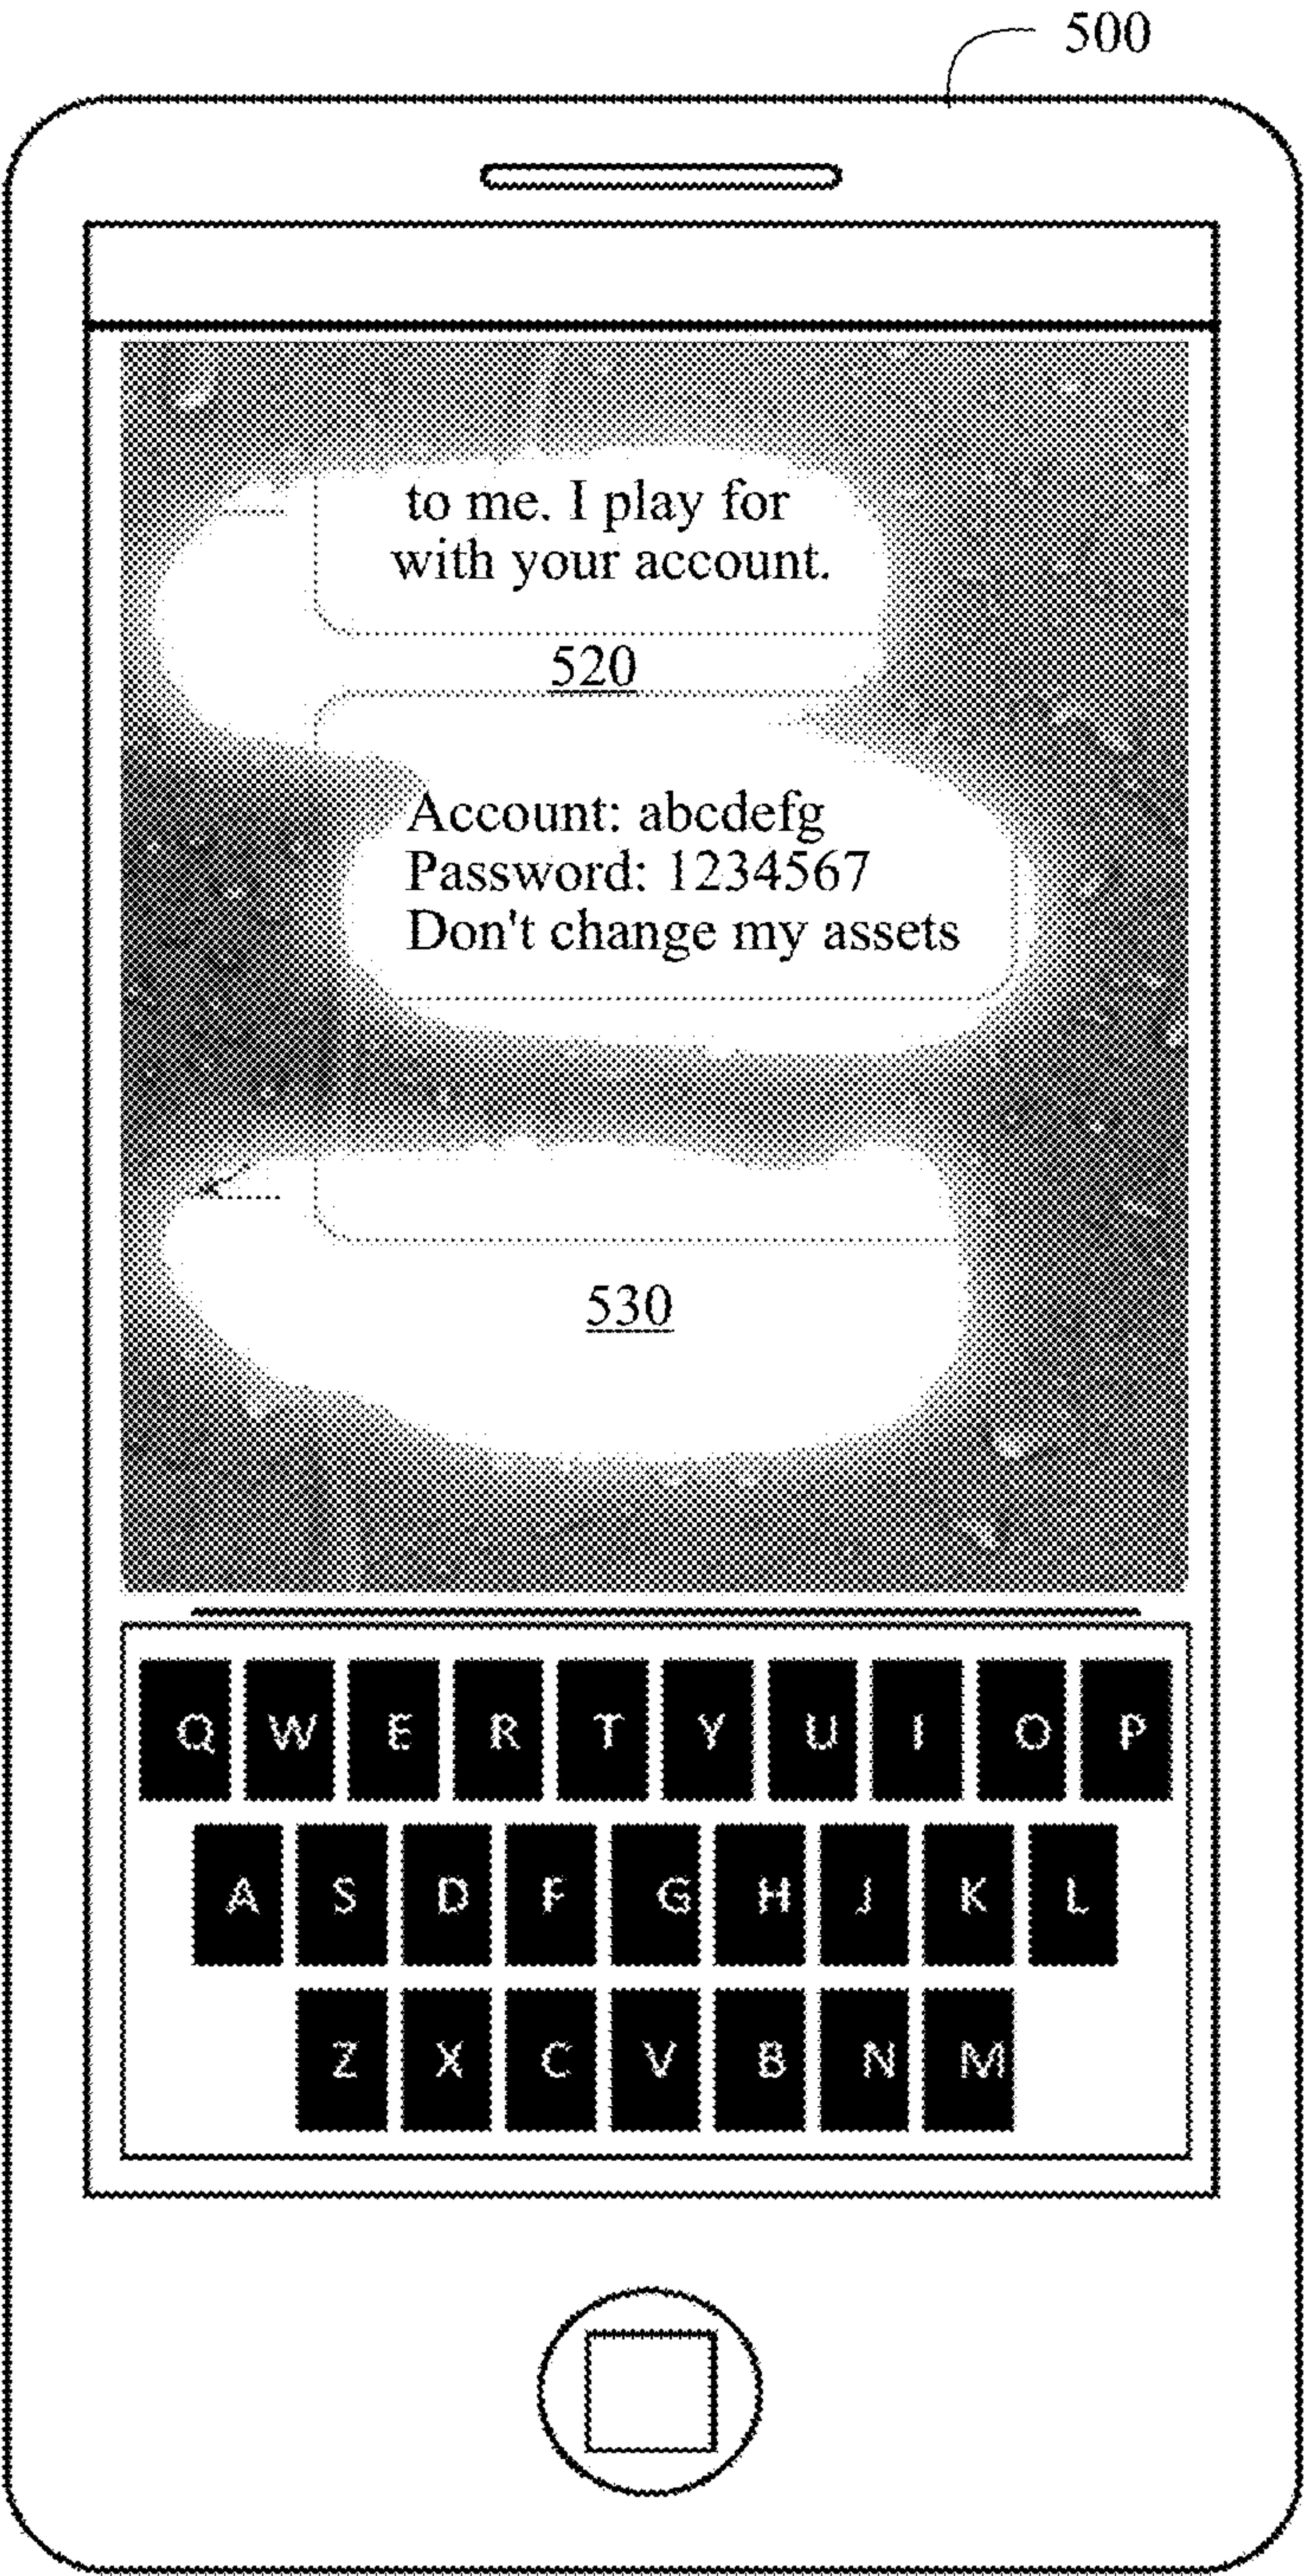 500
to me. I play for
with your account.
520
Account: abcdefg
Password: 1234567
Don't change my assets
530
Q W E R T Y U I O P
A S D F G H J K L
Z X C V B N M